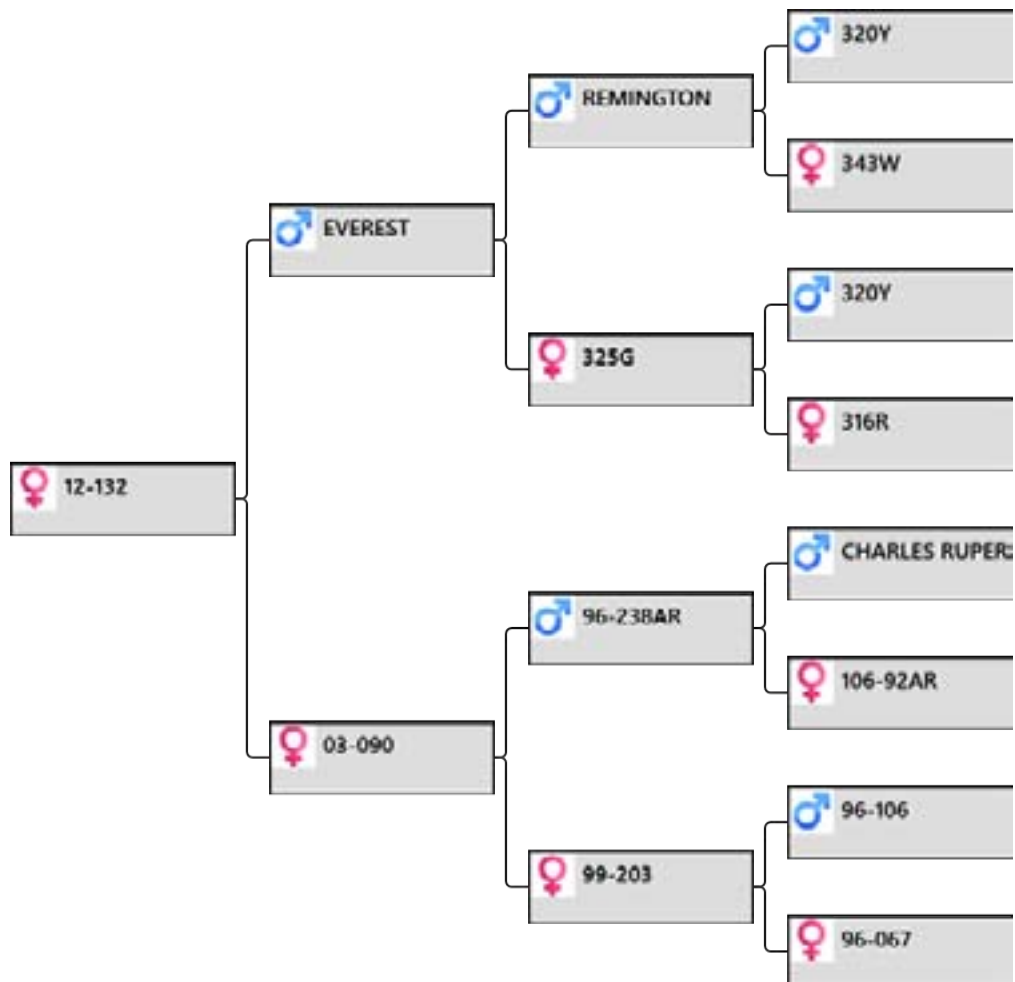 320Y
REMINGTON
343W
EVEREST
320Y
325G
316R
12-132
CHARLES RUPER
96-238AR
106-92AR
03-090
96-106
99-203
96-067